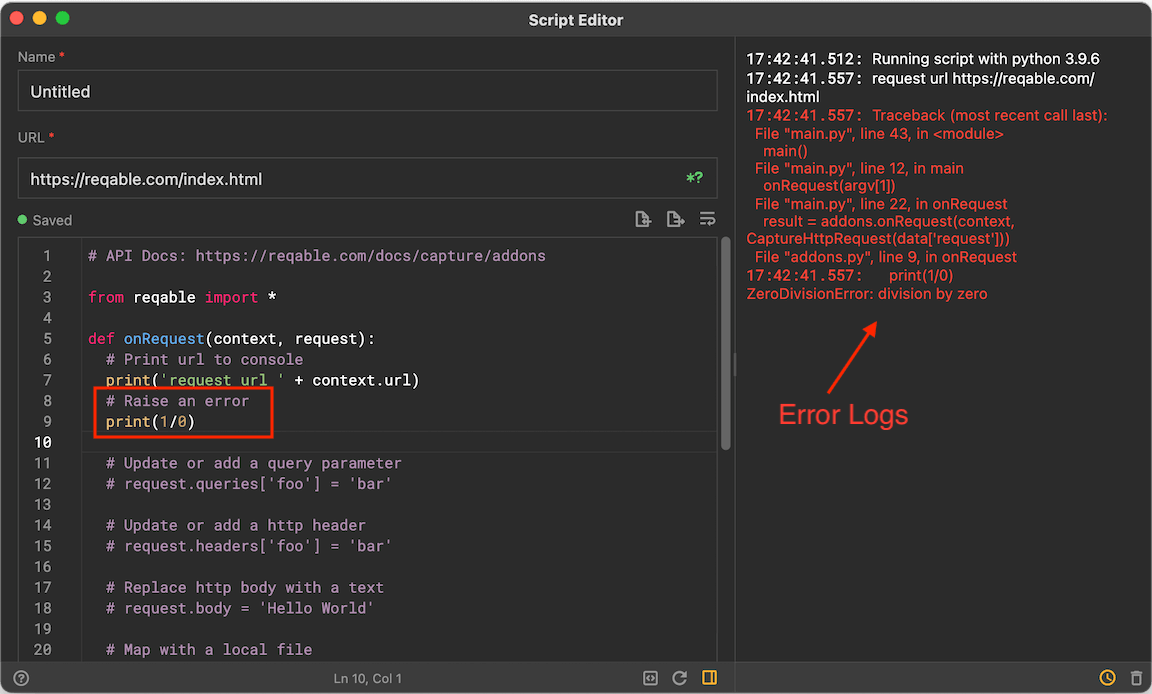 Script Editor
Name *
Untitled
URL *
https://reqable.com/index.html
*?
Saved
1 # API Docs: https://reqable.com/docs/capture/addons
2
3 from reqable import *
4
5 def onRequest(context, request):
6 # Print url to console
7 print('request url ' + context.url)
8 # Raise an error
9 print(1/0)
10
11 # Update or add a query parameter
12 # request.queries['foo'] = 'bar'
13
14 # Update or add a http header
15 # request.headers['foo'] = 'bar'
16
17 # Replace http body with a text
18 # request.body = 'Hello World'
19
20 # Map with a local file
Ln 10, Col 1
17:42:41.512: Running script with python 3.9.6
17:42:41.557: request url https://reqable.com/
index.html
17:42:41.557: Traceback (most recent call last):
File "main.py", line 43, in <module>
main()
File "main.py", line 12, in main
onRequest(argv[1])
File "main.py", line 22, in onRequest
result = addons.onRequest(context,
CaptureHttpRequest(data['request']))
File "addons.py", line 9, in onRequest
17:42:41.557: print(1/0)
ZeroDivisionError: division by zero
Error Logs